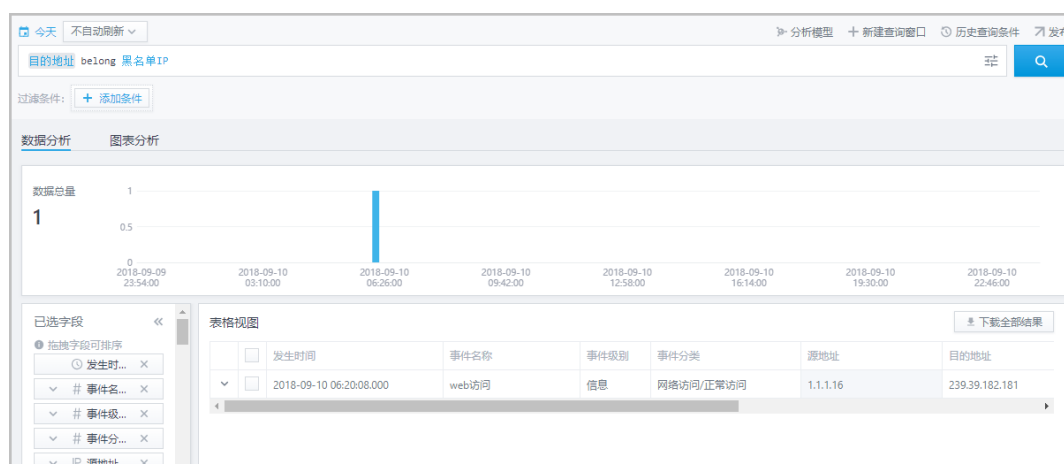 今天 不自动刷新 分析模型 新建查询窗口 历史查询条件 发布
目的地址 belong 黑名单IP
过滤条件: + 添加条件
数据分析 图表分析
数据总量
1
1
0.5
0
2018-09-09 23:54:00
2018-09-10 03:10:00
2018-09-10 06:26:00
2018-09-10 09:42:00
2018-09-10 12:58:00
2018-09-10 16:14:00
2018-09-10 19:30:00
2018-09-10 22:46:00
已选字段 «
拖拽字段可排序
发生时... ×
# 事件名... ×
# 事件级... ×
# 事件分... ×
IP 源地址 ×
表格视图 下载全部结果
发生时间 事件名称 事件级别 事件分类 源地址 目的地址
2018-09-10 06:20:08.000 web访问 信息 网络访问/正常访问 1.1.1.16 239.39.182.181